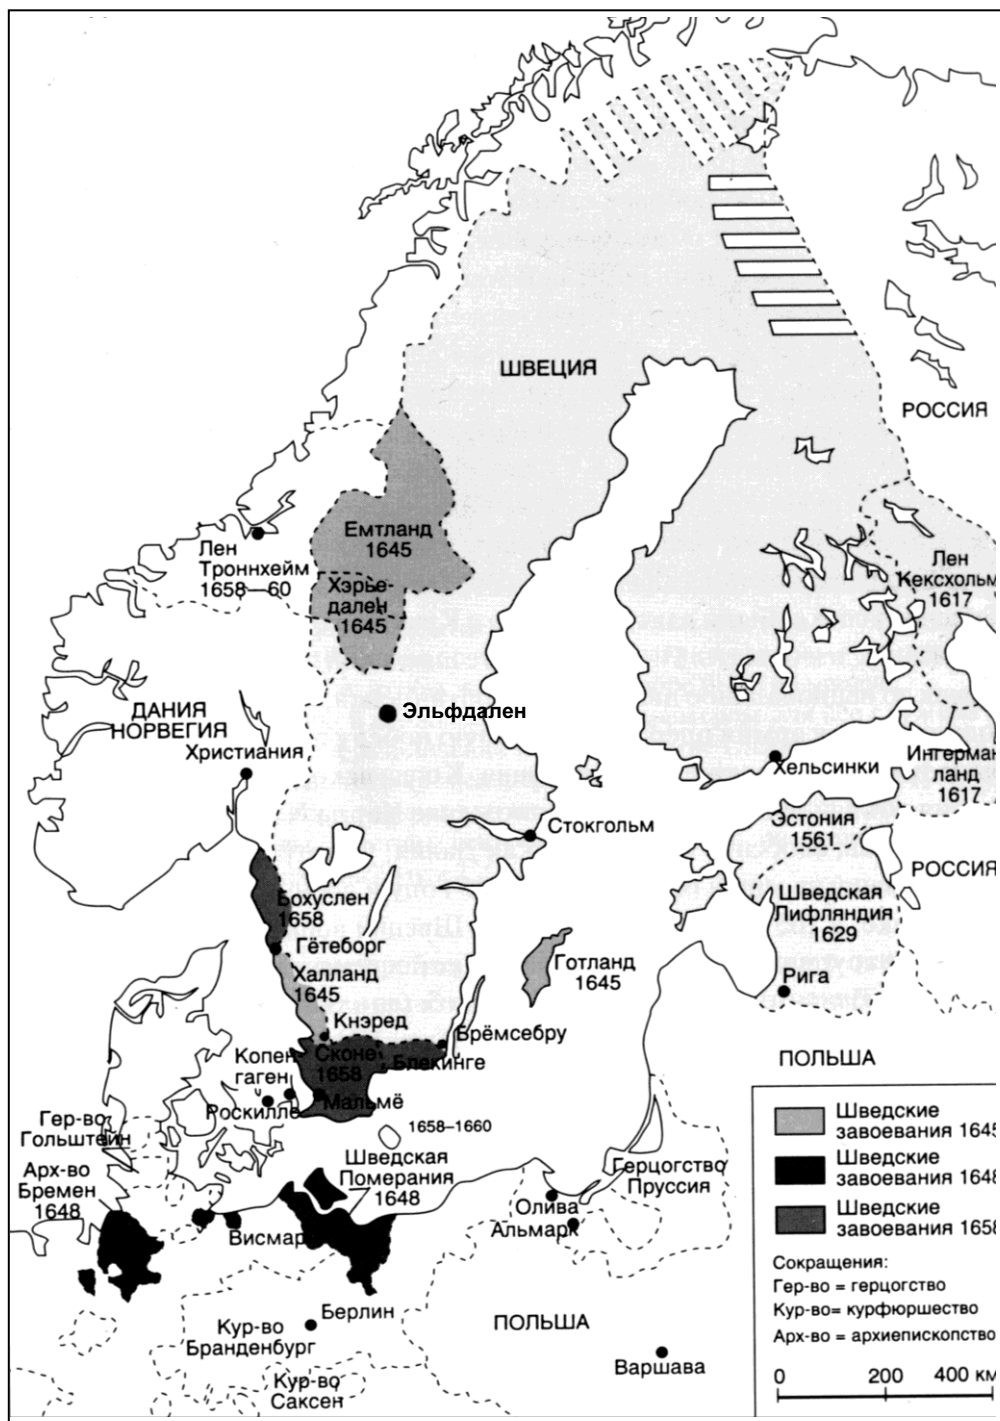 ШВЕЦИЯ
РОССИЯ
Емтланд
1645
Лен
Троннхейм
1658—60
Хэрье-
дален
1645
Лен
Кексхольм
1617
ДАНИЯ
НОРВЕГИЯ
Эльфдален
Христиания
Хельсинки
Интерман-
ланд
1617
Стокгольм
Эстония
1561
РОССИЯ
Бохуслен
1658
Шведская
Лифляндия
1629
Гётеборг
Халланд
1645
Готланд
1645
Рига
Кнэред
Брёмсебру
Сконе
1658
Блекинге
Копен-
гаген
Роскилле
Мальмё
ПОЛЬША
1658–1660
Гер-во
Гольштейн
Арх-во
Бремен
1648
Шведская
Померания
1648
Герцогство
Пруссия
Олива
Альмарк
Висмар
Берлин
Кур-во
Бранденбург
Кур-во
Саксен
ПОЛЬША
Варшава
Шведские
завоевания 1645
Шведские
завоевания 1648
Шведские
завоевания 1658
Сокращения:
Гер-во = герцогство
Кур-во= курфюршество
Арх-во = архиепископство
0 200 400 км